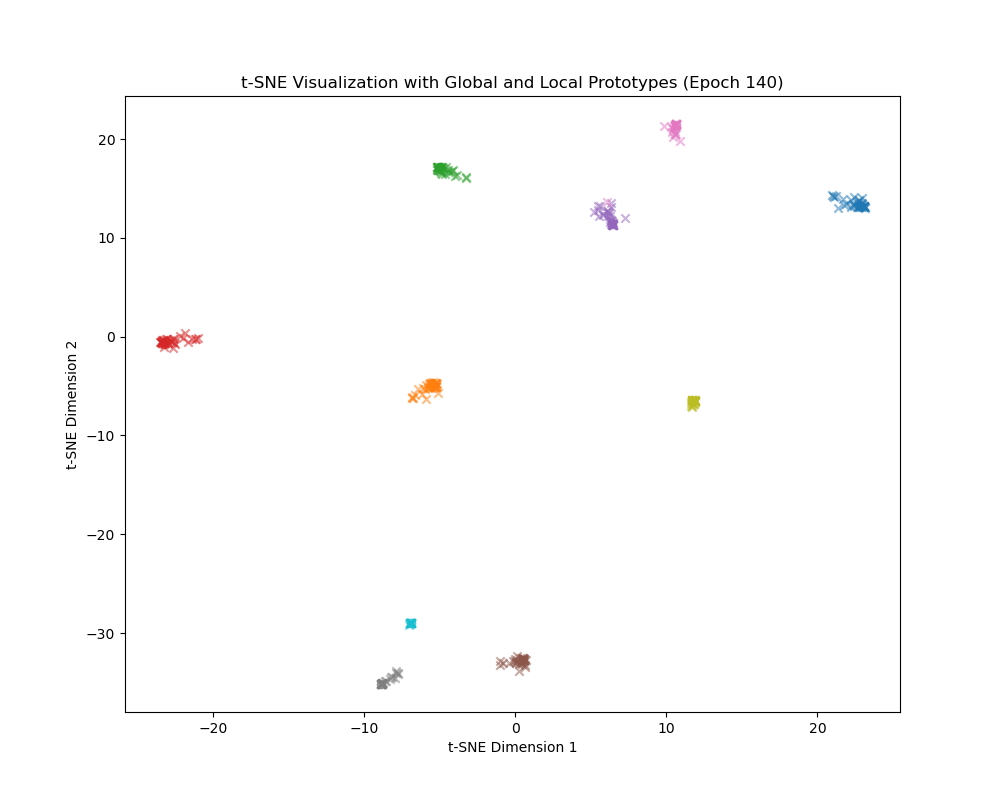 t-SNE Visualization with Global and Local Prototypes (Epoch 140)
20
10
0
−10
−20
−30
t-SNE Dimension 2
−20 −10 0 10 20
t-SNE Dimension 1